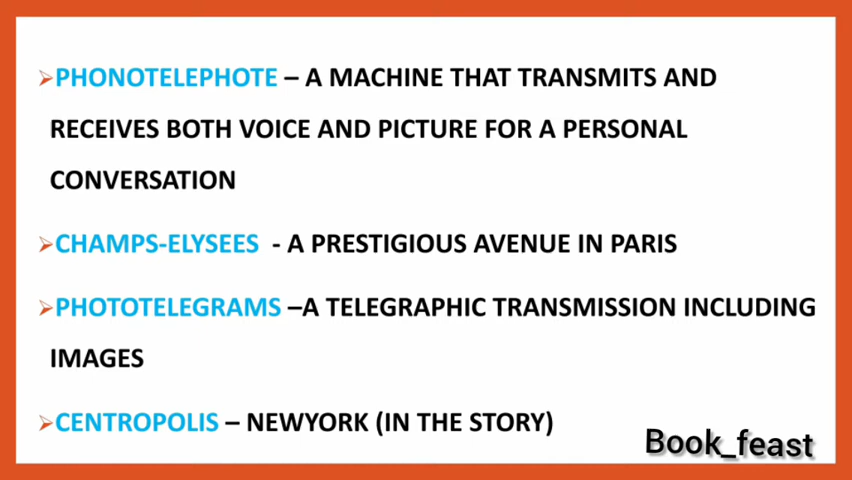 ➢PHONOTELEPHOTE – A MACHINE THAT TRANSMITS AND
RECEIVES BOTH VOICE AND PICTURE FOR A PERSONAL
CONVERSATION
➢CHAMPS-ELYSEES - A PRESTIGIOUS AVENUE IN PARIS
➢PHOTOTELEGRAMS –A TELEGRAPHIC TRANSMISSION INCLUDING
IMAGES
➢CENTROPOLIS – NEWYORK (IN THE STORY)
Book_feast